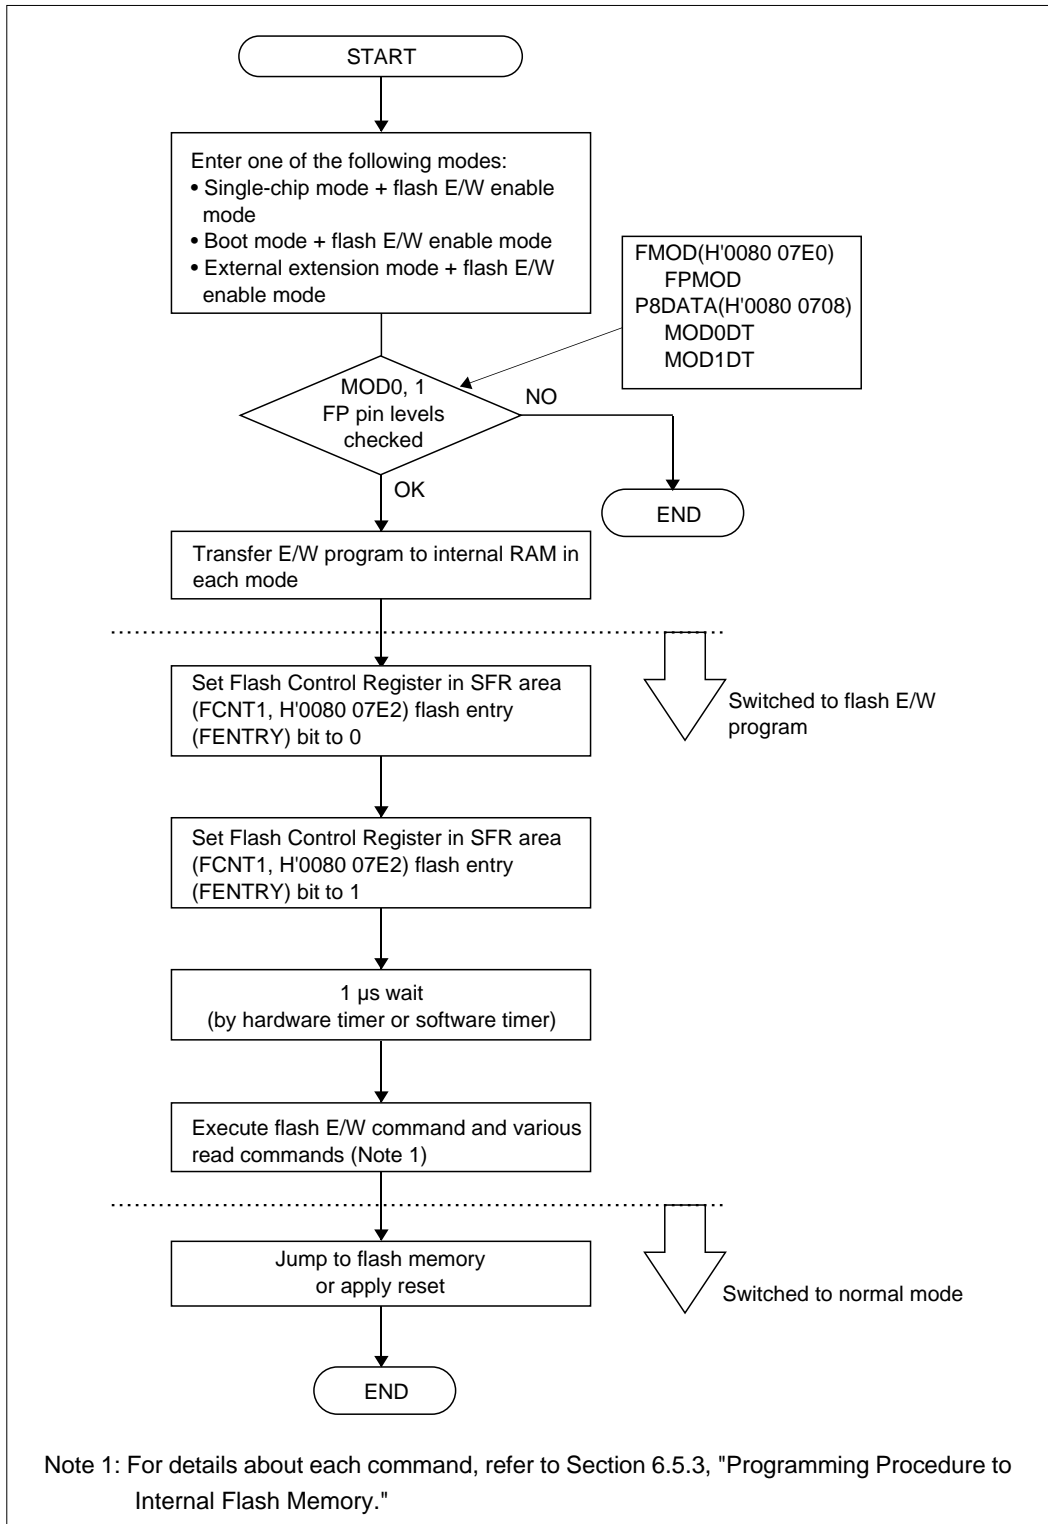 START
Enter one of the following modes:
• Single-chip mode + flash E/W enable
mode
• Boot mode + flash E/W enable mode
• External extension mode + flash E/W
enable mode
FMOD(H'0080 07E0)
FPMOD
P8DATA(H'0080 0708)
MOD0DT
MOD1DT
MOD0, 1
FP pin levels
checked
NO
OK
END
Transfer E/W program to internal RAM in
each mode
Set Flash Control Register in SFR area
(FCNT1, H'0080 07E2) flash entry
(FENTRY) bit to 0
Switched to flash E/W
program
Set Flash Control Register in SFR area
(FCNT1, H'0080 07E2) flash entry
(FENTRY) bit to 1
1 µs wait
(by hardware timer or software timer)
Execute flash E/W command and various
read commands (Note 1)
Jump to flash memory
or apply reset
Switched to normal mode
END
Note 1: For details about each command, refer to Section 6.5.3, "Programming Procedure to
Internal Flash Memory."